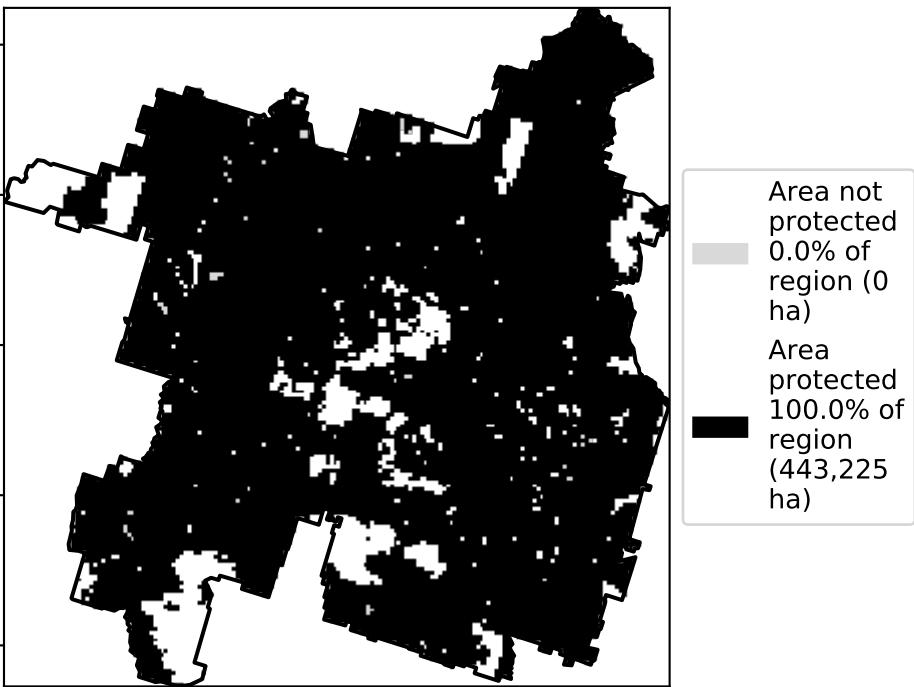 Area not
protected
0.0% of
region (0
ha)
Area
protected
100.0% of
region
(443,225
ha)